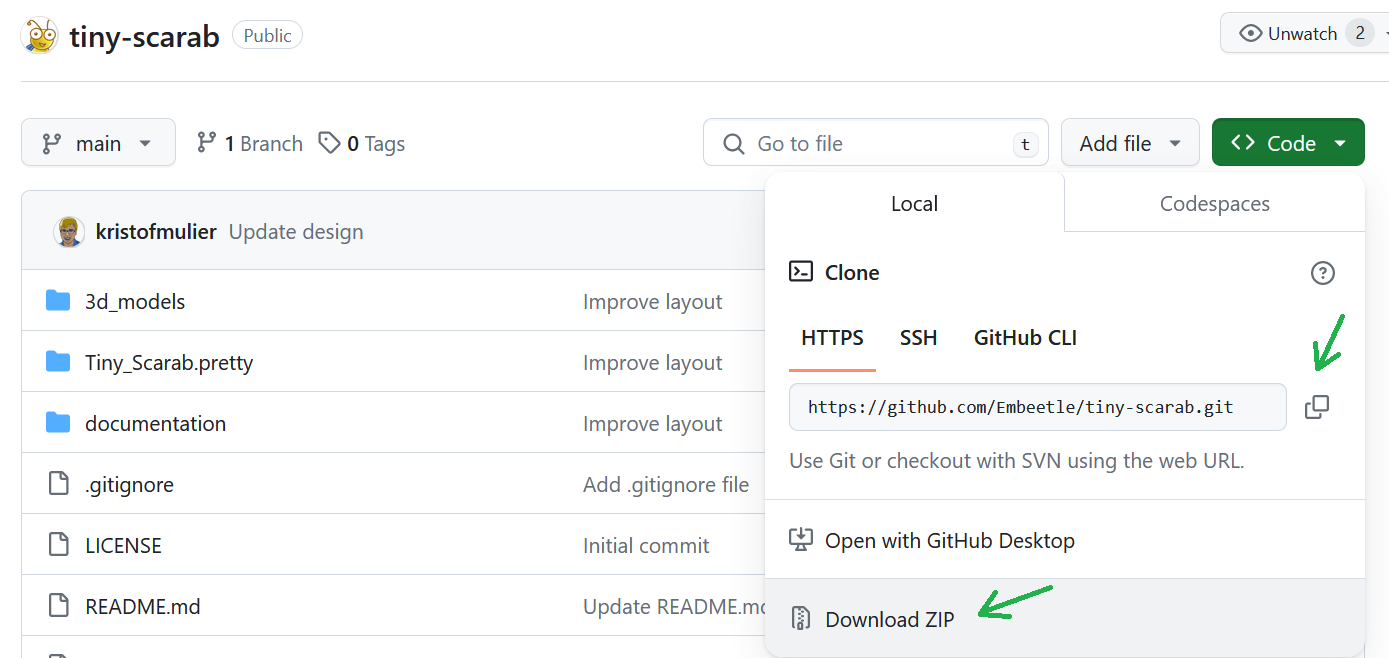 tiny-scarab Public Unwatch 2
main 1 Branch 0 Tags Go to file t Add file Code
Local Codespaces
kristofmulier Update design
Clone
3d_models Improve layout
HTTPS SSH GitHub CLI
Tiny_Scarab.pretty Improve layout
https://github.com/Embeetle/tiny-scarab.git
documentation Improve layout
Use Git or checkout with SVN using the web URL.
.gitignore Add .gitignore file
LICENSE Initial commit
Open with GitHub Desktop
README.md Update README.md
Download ZIP